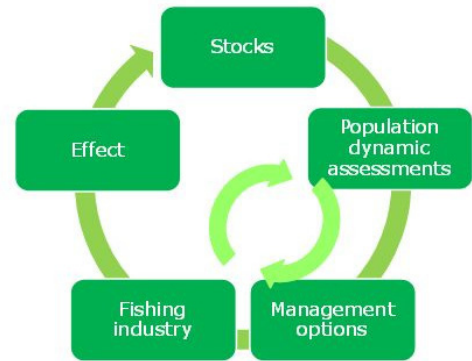 Stocks
Population
dynamic
assessments
Management
options
Fishing
industry
Effect